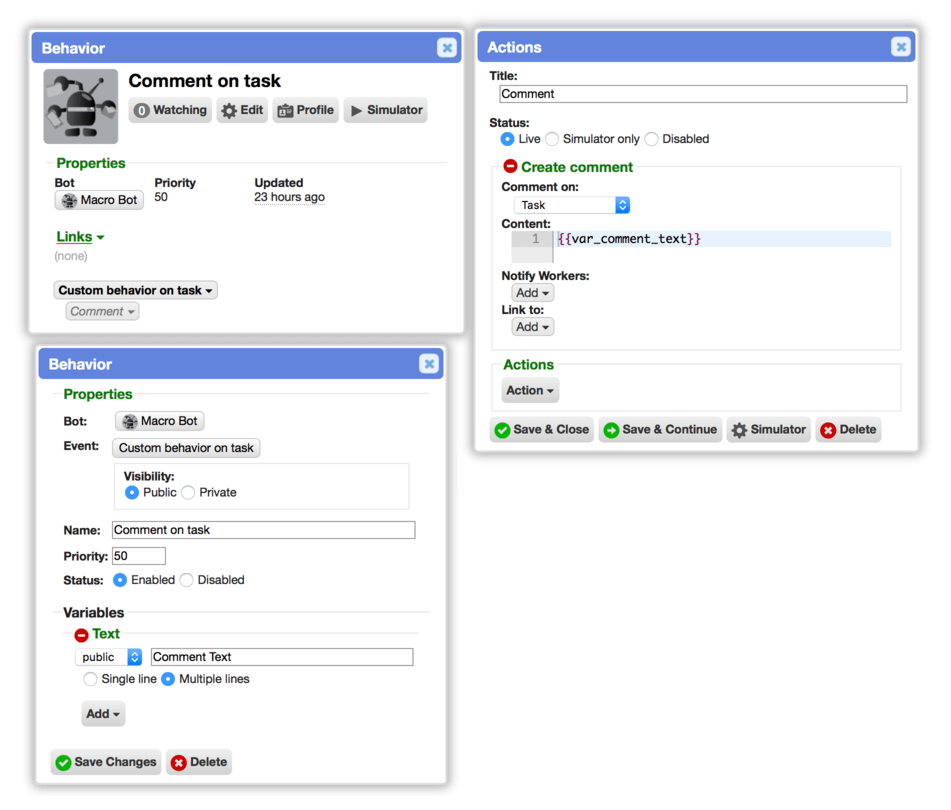 Behavior
Comment on task
0 Watching Edit Profile Simulator
Properties
Bot Priority Updated
Macro Bot 50 23 hours ago
Links
(none)
Custom behavior on task
Comment
Actions
Title:
Comment
Status:
Live Simulator only Disabled
Create comment
Comment on:
Task
Content:
1 {{var_comment_text}}
Notify Workers:
Add
Link to:
Add
Actions
Action
Save & Close Save & Continue Simulator Delete
Behavior
Properties
Bot: Macro Bot
Event: Custom behavior on task
Visibility:
Public Private
Name: Comment on task
Priority: 50
Status: Enabled Disabled
Variables
Text
public Comment Text
Single line Multiple lines
Add
Save Changes Delete